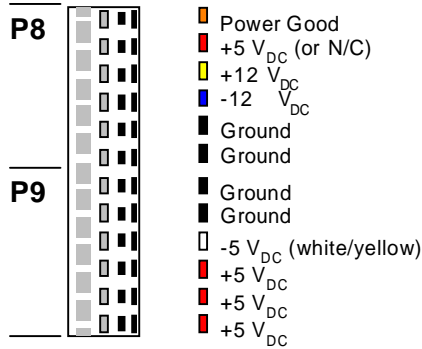 P8
Power Good
+5 VDC (or N/C)
+12 VDC
-12 VDC
Ground
Ground
P9
Ground
Ground
-5 VDC (white/yellow)
+5 VDC
+5 VDC
+5 VDC